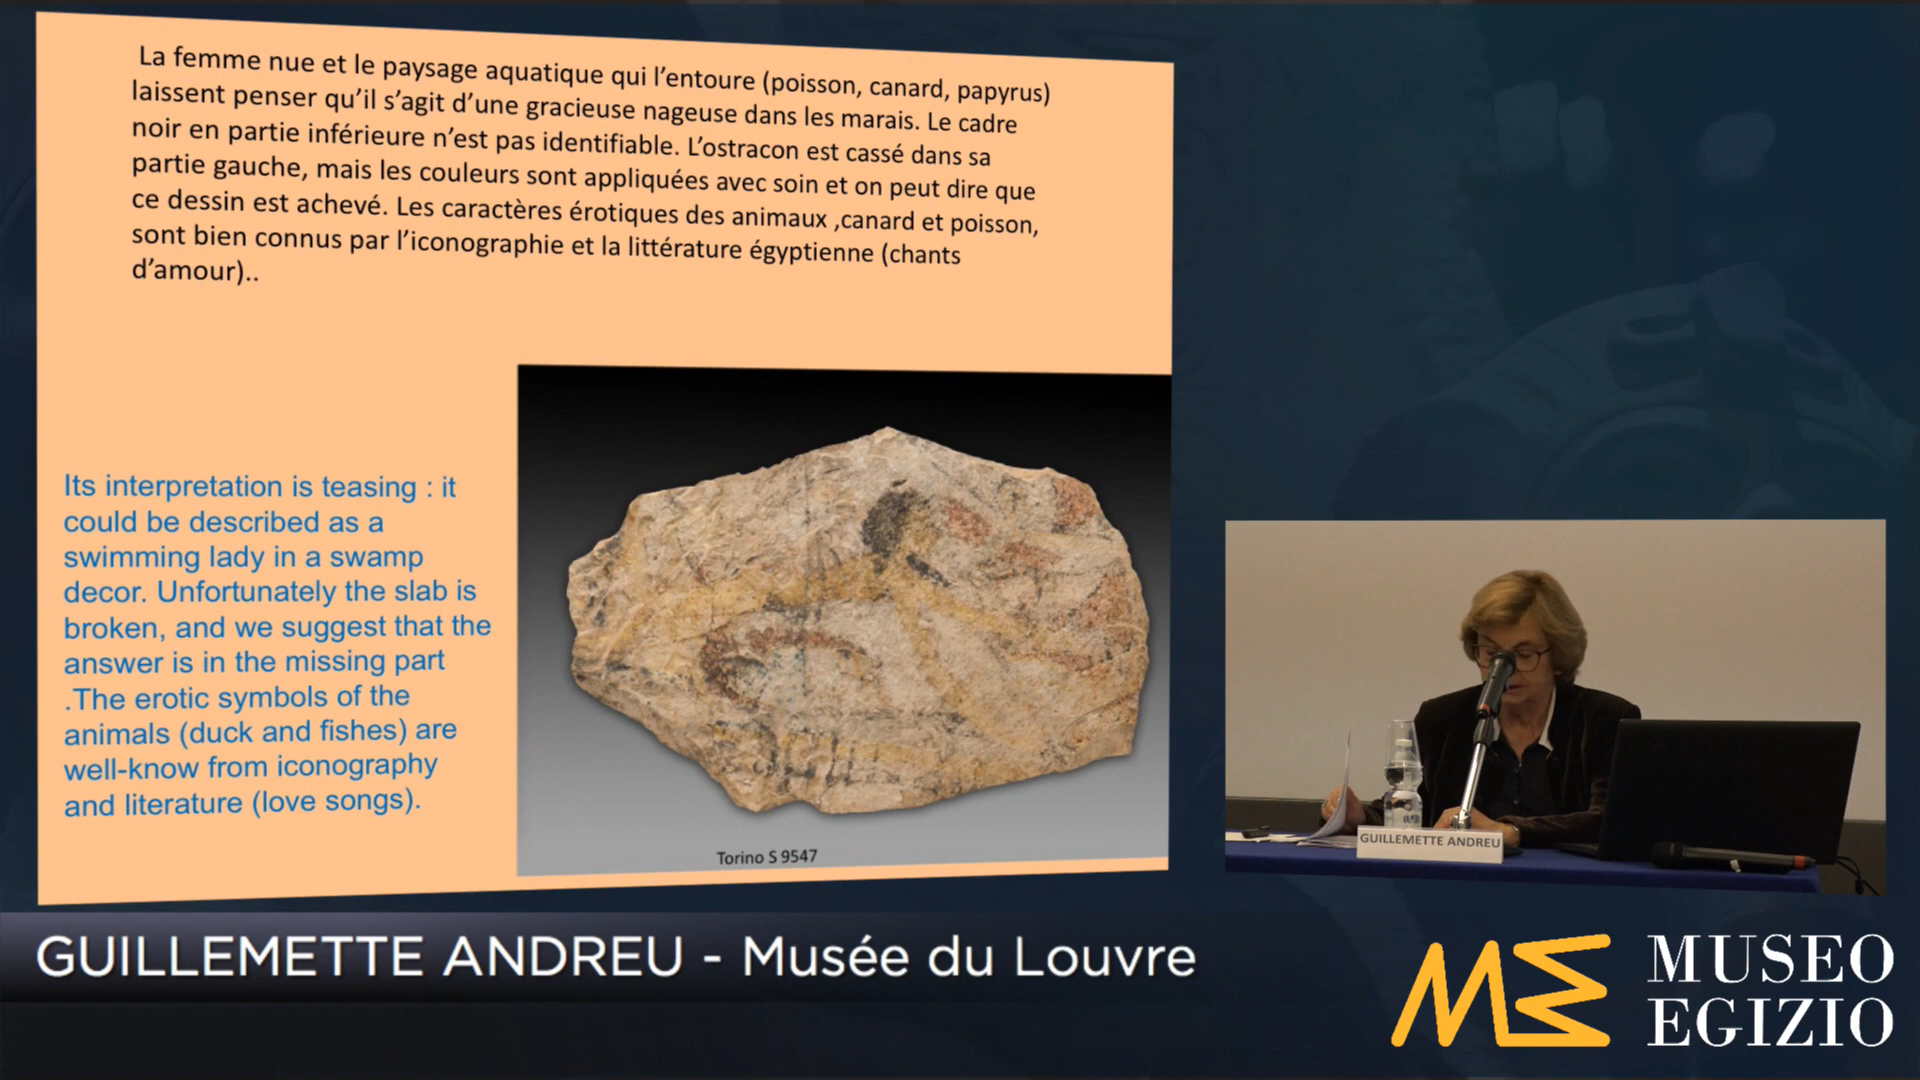 La femme nue et le paysage aquatique qui l’entoure (poisson, canard, papyrus)
laissent penser qu’il s’agit d’une gracieuse nageuse dans les marais. Le cadre
noir en partie inférieure n’est pas identifiable. L’ostracon est cassé dans sa
partie gauche, mais les couleurs sont appliquées avec soin et on peut dire que
ce dessin est achevé. Les caractères érotiques des animaux ,canard et poisson,
sont bien connus par l’iconographie et la littérature égyptienne (chants
d’amour)..
Its interpretation is teasing : it
could be described as a
swimming lady in a swamp
decor. Unfortunately the slab is
broken, and we suggest that the
answer is in the missing part
.The erotic symbols of the
animals (duck and fishes) are
well-know from iconography
and literature (love songs).
Torino S 9547
GUILLEMETTE ANDREU
GUILLEMETTE ANDREU - Musée du Louvre
ME
MUSEO
EGIZIO